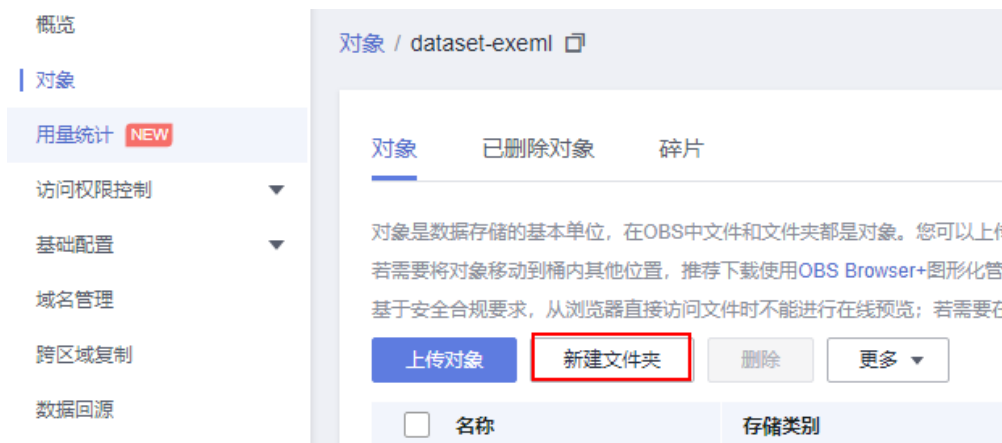 概览
对象
用量统计 NEW
访问权限控制
基础配置
域名管理
跨区域复制
数据回源
对象 / dataset-exeml
对象 已删除对象 碎片
对象是数据存储的基本单位，在OBS中文件和文件夹都是对象。您可以上
若需要将对象移动到桶内其他位置，推荐下载使用OBS Browser+图形化管
基于安全合规要求，从浏览器直接访问文件时不能进行在线预览；若需要在
上传对象 新建文件夹 删除 更多
名称 存储类别